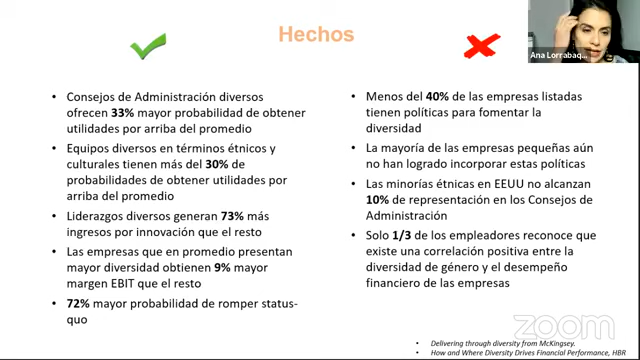 Hechos
Ana Lorrabaq...
• Consejos de Administración diversos
ofrecen 33% mayor probabilidad de obtener
utilidades por arriba del promedio
• Equipos diversos en términos étnicos y
culturales tienen más del 30% de
probabilidades de obtener utilidades por
arriba del promedio
• Liderazgos diversos generan 73% más
ingresos por innovación que el resto
• Las empresas que en promedio presentan
mayor diversidad obtienen 9% mayor
margen EBIT que el resto
• 72% mayor probabilidad de romper status-
quo
• Menos del 40% de las empresas listadas
tienen políticas para fomentar la
diversidad
• La mayoría de las empresas pequeñas aún
no han logrado incorporar estas políticas
• Las minorías étnicas en EEUU no alcanzan
10% de representación en los Consejos de
Administración
• Solo 1/3 de los empleadores reconoce que
existe una correlación positiva entre la
diversidad de género y el desempeño
financiero de las empresas
zoom
• Delivering through diversity from McKingsey.
• How and Where Diversity Drives Financial Performance, HBR